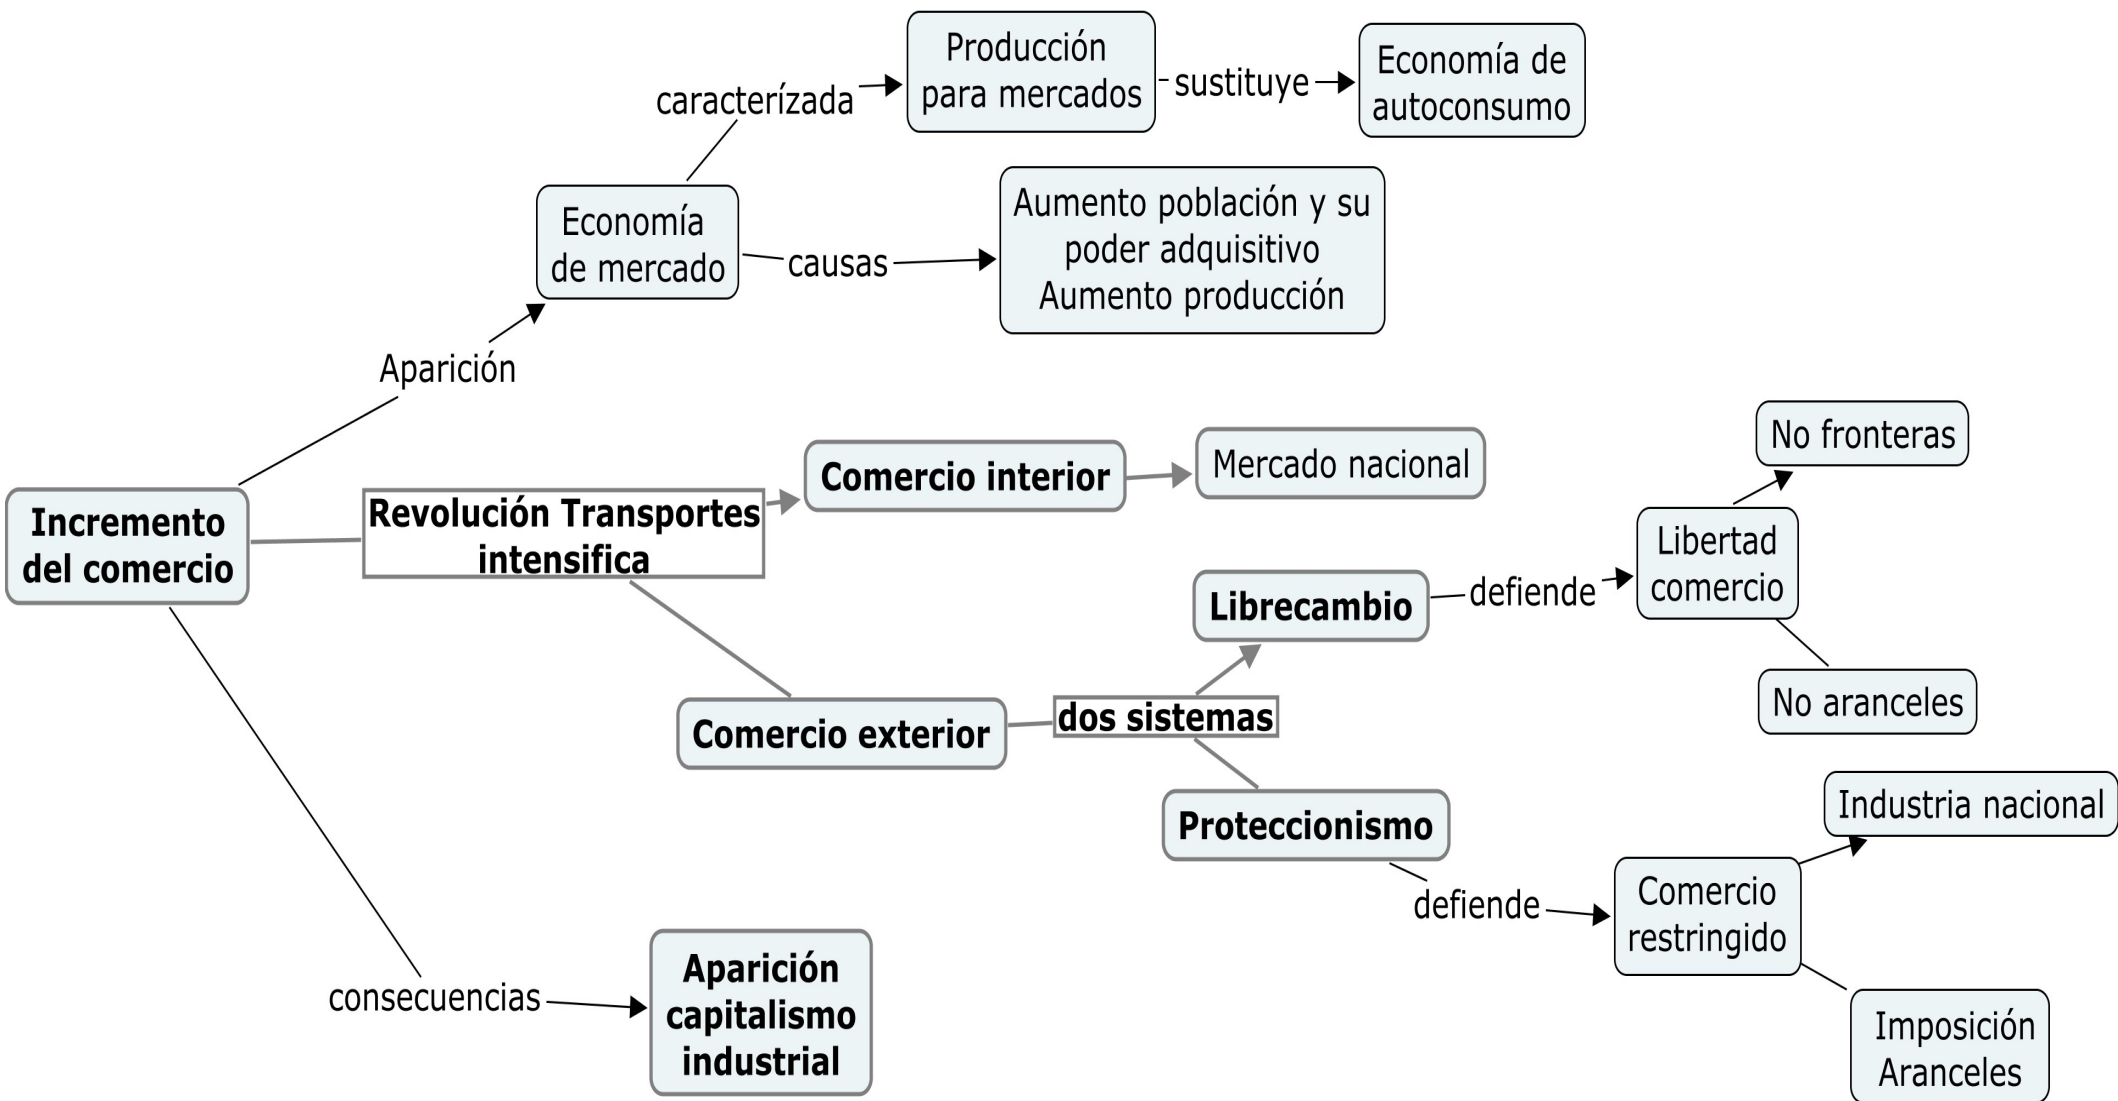 Producción
para mercados
sustituye
Economía de
autoconsumo
caracterízada
Economía
de mercado
causas
Aumento población y su
poder adquisitivo
Aumento producción
Aparición
Incremento
del comercio
Revolución Transportes
intensifica
Comercio interior
Mercado nacional
No fronteras
Libertad
comercio
Librecambio
defiende
No aranceles
Comercio exterior
dos sistemas
Proteccionismo
defiende
Industria nacional
Comercio
restringido
Imposición
Aranceles
consecuencias
Aparición
capitalismo
industrial